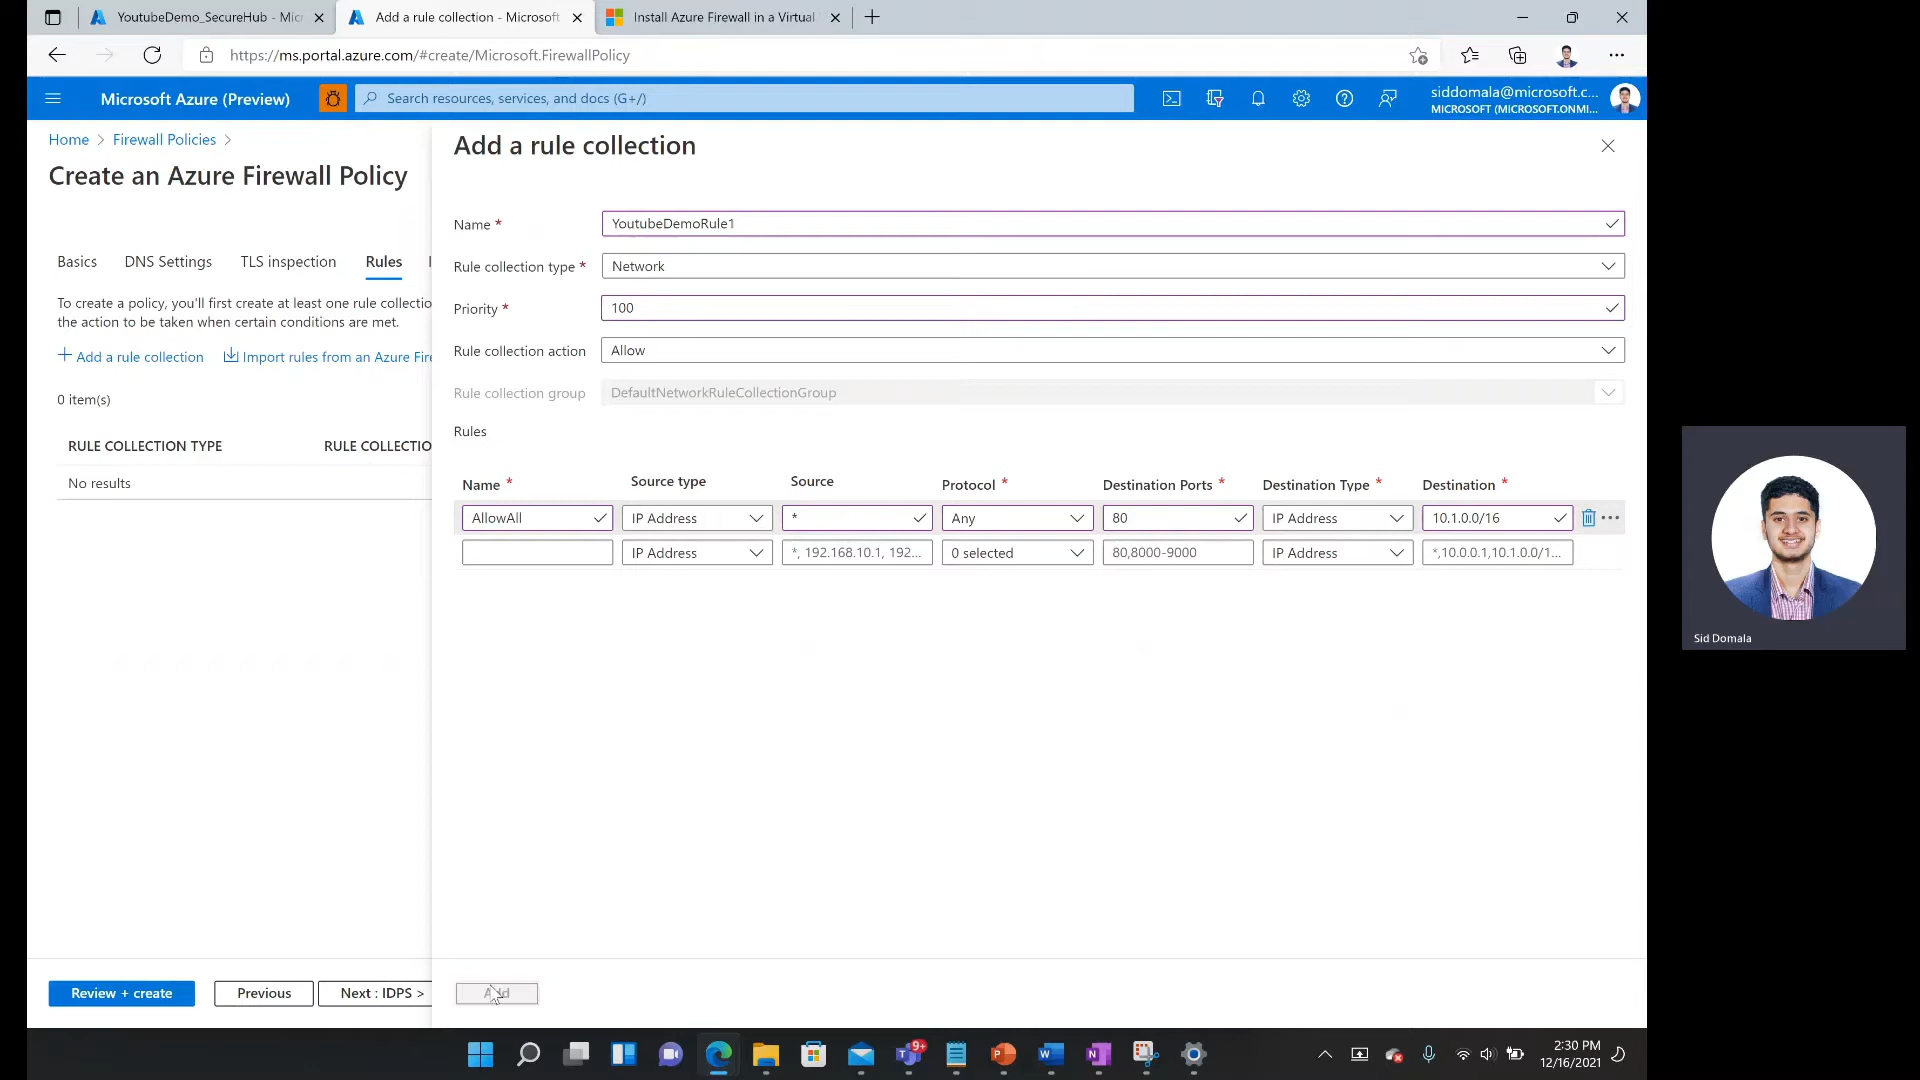 YoutubeDemo_SecureHub - Mic
Add a rule collection - Microsoft
Install Azure Firewall in a Virtual
https://ms.portal.azure.com/#create/Microsoft.FirewallPolicy
Microsoft Azure (Preview)
Search resources, services, and docs (G+/)
siddomala@microsoft.c...
MICROSOFT (MICROSOFT.ONMI...
Home > Firewall Policies >
Create an Azure Firewall Policy
Basics DNS Settings TLS inspection Rules
To create a policy, you'll first create at least one rule collectio
the action to be taken when certain conditions are met.
+ Add a rule collection Import rules from an Azure Fire
0 item(s)
RULE COLLECTION TYPE RULE COLLECTIO
No results
Review + create Previous Next : IDPS >
Add a rule collection
Name * YoutubeDemoRule1
Rule collection type * Network
Priority * 100
Rule collection action Allow
Rule collection group DefaultNetworkRuleCollectionGroup
Rules
Name * Source type Source Protocol * Destination Ports * Destination Type * Destination *
AllowAll IP Address * Any 80 IP Address 10.1.0.0/16 ...
IP Address *, 192.168.10.1, 192... 0 selected 80,8000-9000 IP Address *,10.0.0.1,10.1.0.0/1...
Add
Sid Domala
9+
2:30 PM
12/16/2021